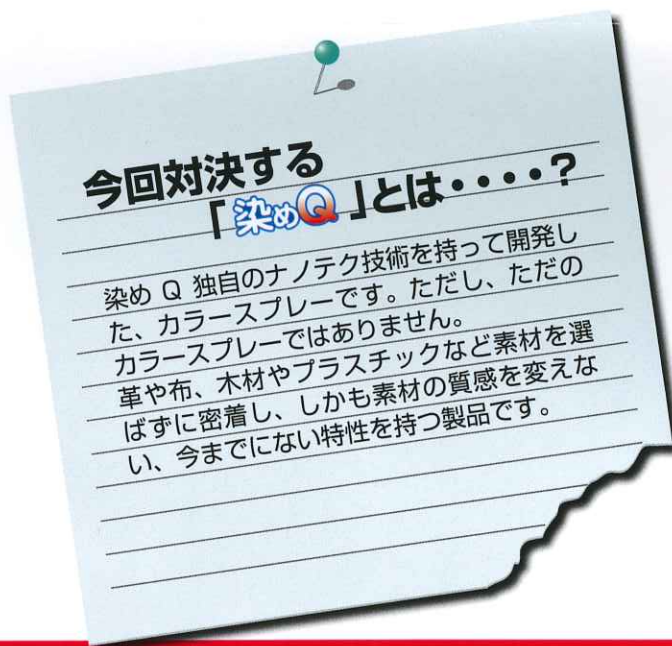 今回対決する
「染めQ」とは・・・・?
染め Q 独自のナノテク技術を持って開発し
た、カラースプレーです。ただし、ただの
カラースプレーではありません。
革や布、木材やプラスチックなど素材を選
ばずに密着し、しかも素材の質感を変えな
い、今までにない特性を持つ製品です。